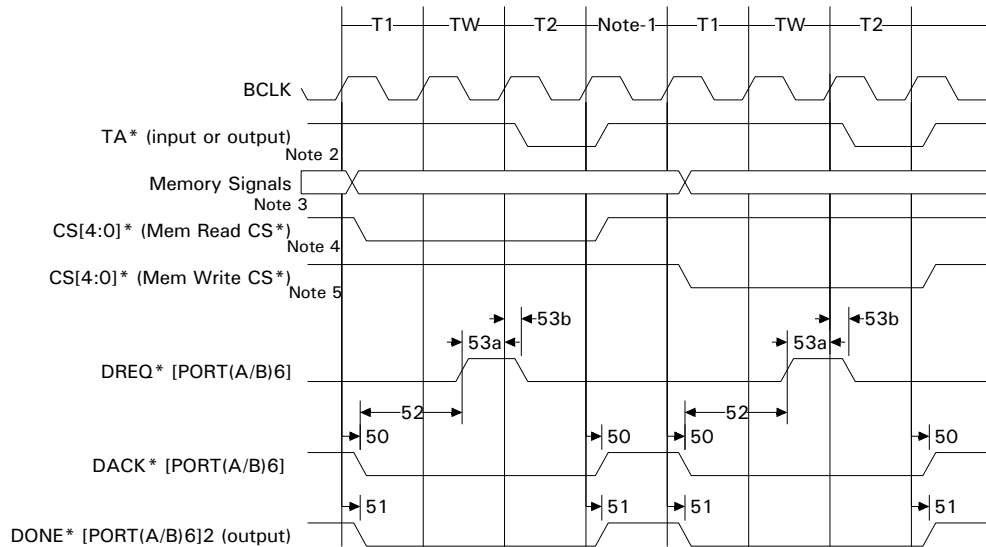 T1 TW T2 Note-1 T1 TW T2
BCLK
TA* (input or output)
Note 2
Memory Signals
Note 3
CS[4:0]* (Mem Read CS*)
Note 4
CS[4:0]* (Mem Write CS*)
Note 5
53b 53b
53a 53a
DREQ* [PORT(A/B)6]
52 52
50 50 50 50
DACK* [PORT(A/B)6]
51 51 51 51
DONE* [PORT(A/B)6]2 (output)